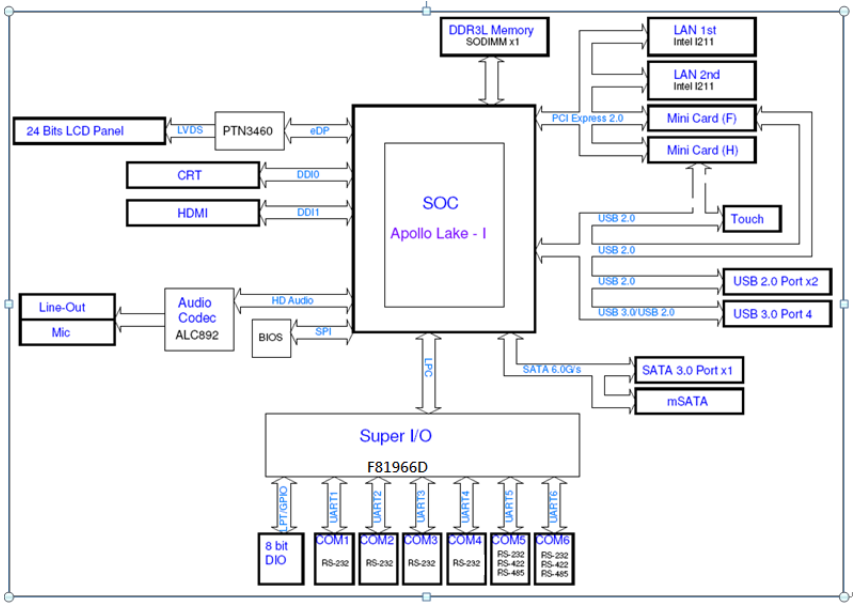 DDR3L Memory
SODIMM x1
LAN 1st
Intel I211
LAN 2nd
Intel I211
24 Bits LCD Panel
LVDS
PTN3460
eDP
PCI Express 2.0
Mini Card (F)
Mini Card (H)
CRT
DDI0
HDMI
DDI1
SOC
Apollo Lake - I
USB 2.0
Touch
USB 2.0
USB 2.0
USB 2.0 Port x2
USB 3.0/USB 2.0
USB 3.0 Port 4
Line-Out
Mic
Audio
Codec
ALC892
HD Audio
BIOS
SPI
LPC
SATA 6.0G/s
SATA 3.0 Port x1
mSATA
Super I/O
F81966D
LPT/GPIO
UART1
UART2
UART3
UART4
UART5
UART6
8 bit
DIO
COM1
RS-232
COM2
RS-232
COM3
RS-232
COM4
RS-232
COM5
RS-232
RS-422
RS-485
COM6
RS-232
RS-422
RS-485